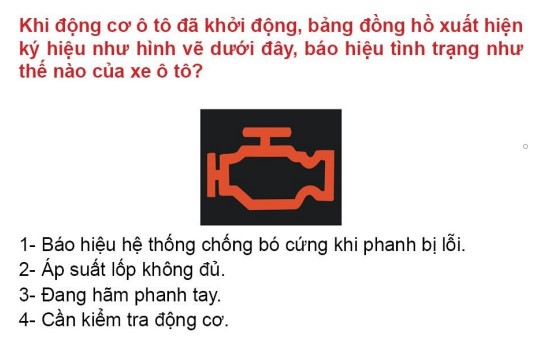 Khi động cơ ô tô đã khởi động, bảng đồng hồ xuất hiện
ký hiệu như hình vẽ dưới đây, báo hiệu tình trạng như
thế nào của xe ô tô?
1- Báo hiệu hệ thống chống bó cứng khi phanh bị lỗi.
2- Áp suất lốp không đủ.
3- Đang hãm phanh tay.
4- Cần kiểm tra động cơ.